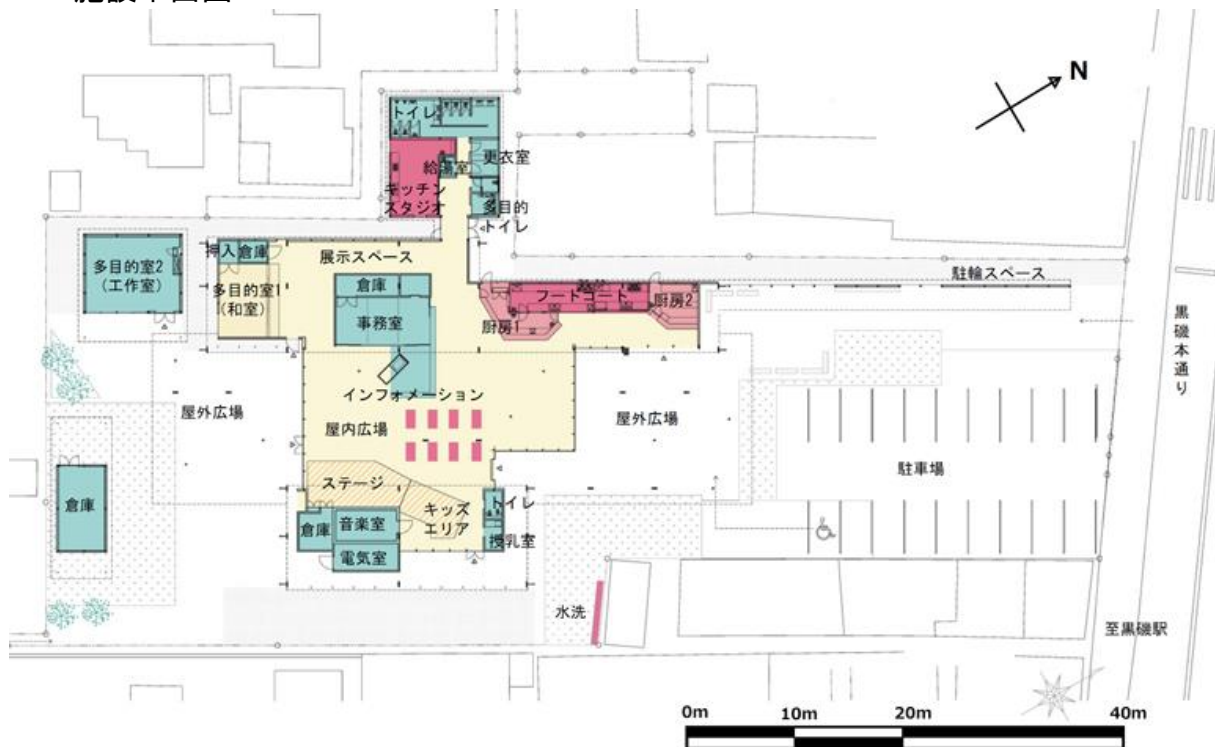 N
トイレ
給湯室
更衣室
キッチン
スタジオ
多目的
トイレ
押入
倉庫
展示スペース
多目的室2
(工作室)
多目的室1
(和室)
倉庫
事務室
フードコート
厨房1
厨房2
駐輪スペース
黒磯本通り
インフォメーション
屋外広場
屋内広場
屋外広場
駐車場
ステージ
キッズ
エリア
トイレ
授乳室
倉庫
倉庫
音楽室
電気室
水洗
至黒磯駅
0m
10m
20m
40m